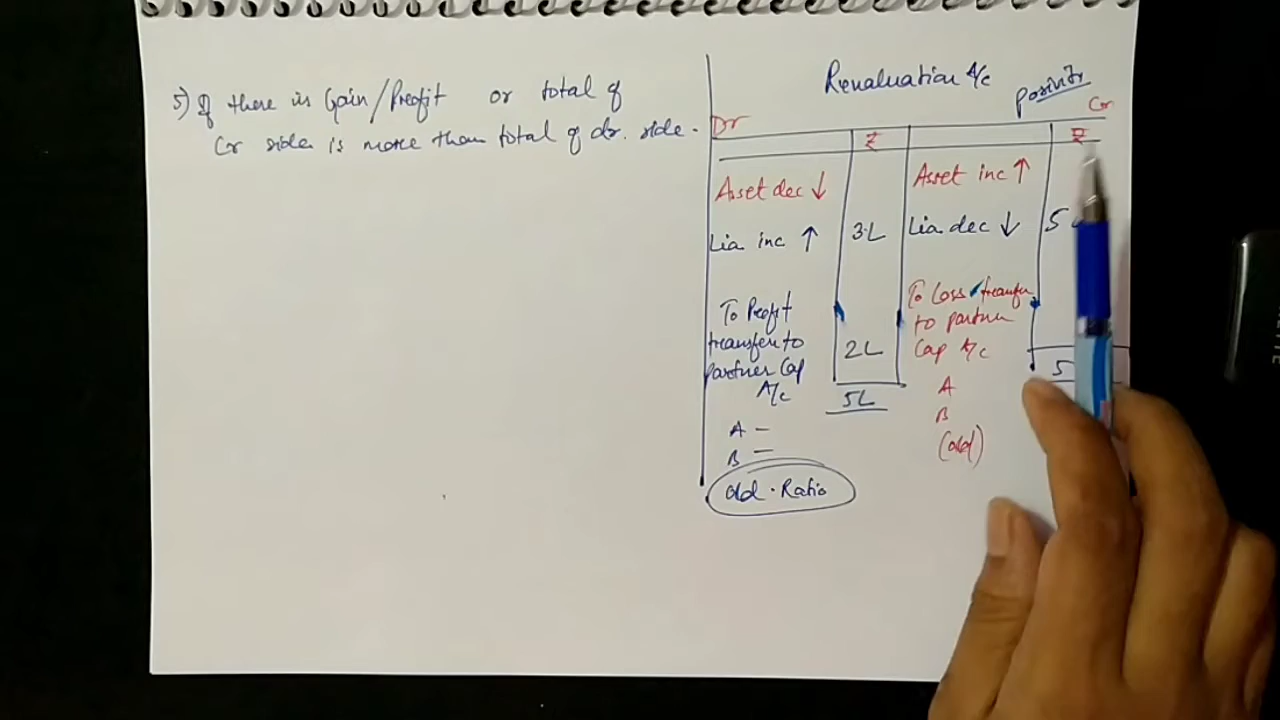 5) If there is Gain/Profit or total of
Cr side is more than total of dr. side.
Revaluation A/c
Dr
Cr
₹
₹
Asset dec ↓
Lia inc ↑
3L
To Profit
transfer to
partner Cap
A/c
2L
5L
A –
B –
old. Ratio
Asset inc ↑
Lia dec ↓
5
To Loss transfer
to partner
Cap A/c
5
A
B
(old)